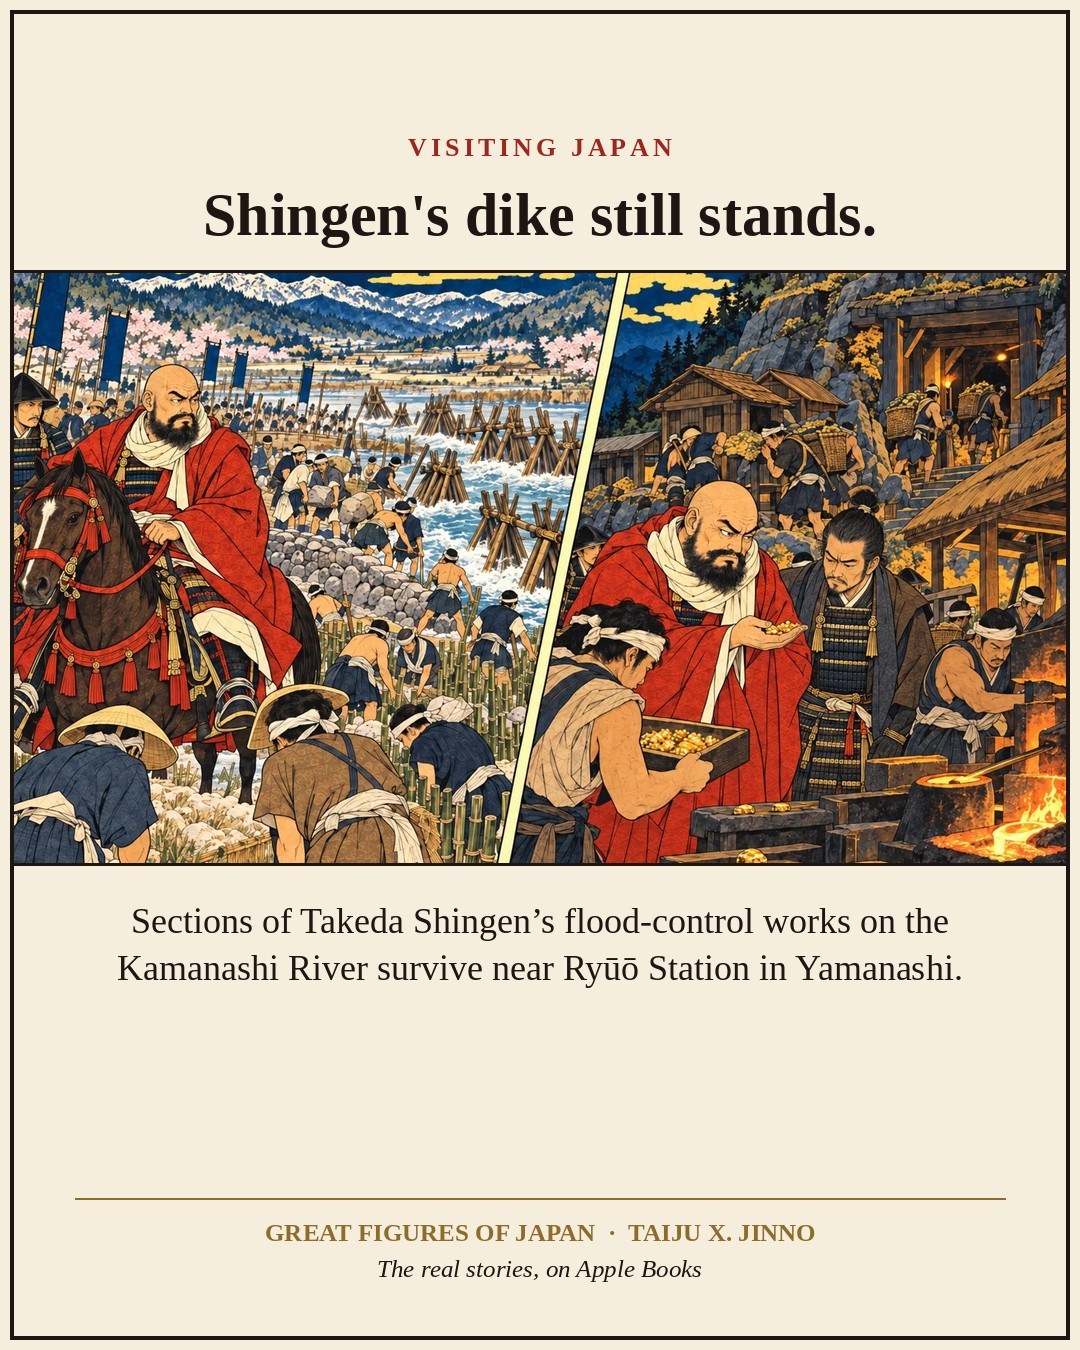 VISITING JAPAN
Shingen's dike still stands.
Sections of Takeda Shingen’s flood-control works on the
Kamanashi River survive near Ryūō Station in Yamanashi.
GREAT FIGURES OF JAPAN · TAIJU X. JINNO
The real stories, on Apple Books